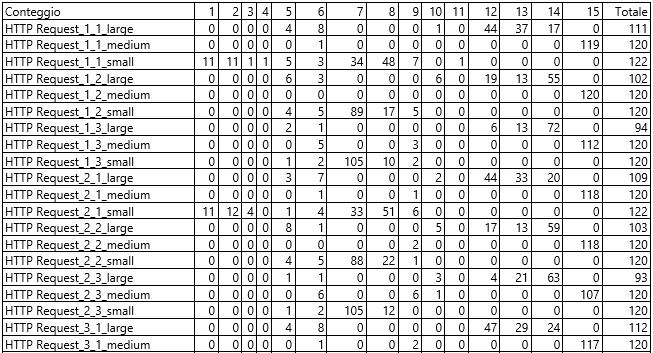 Conteggio 1 2 3 4 5 6 7 8 9 10 11 12 13 14 15 Totale
HTTP Request_1_1_large 0 0 0 0 4 8 0 0 0 1 0 44 37 17 0 111
HTTP Request_1_1_medium 0 0 0 0 0 1 0 0 0 0 0 0 0 0 119 120
HTTP Request_1_1_small 11 11 1 1 5 3 34 48 7 0 1 0 0 0 0 122
HTTP Request_1_2_large 0 0 0 0 6 3 0 0 0 6 0 19 13 55 0 102
HTTP Request_1_2_medium 0 0 0 0 0 0 0 0 0 0 0 0 0 0 120 120
HTTP Request_1_2_small 0 0 0 0 4 5 89 17 5 0 0 0 0 0 0 120
HTTP Request_1_3_large 0 0 0 0 2 1 0 0 0 0 0 6 13 72 0 94
HTTP Request_1_3_medium 0 0 0 0 0 5 0 0 3 0 0 0 0 0 112 120
HTTP Request_1_3_small 0 0 0 0 1 2 105 10 2 0 0 0 0 0 0 120
HTTP Request_2_1_large 0 0 0 0 3 7 0 0 0 2 0 44 33 20 0 109
HTTP Request_2_1_medium 0 0 0 0 0 1 0 0 1 0 0 0 0 0 118 120
HTTP Request_2_1_small 11 12 4 0 1 4 33 51 6 0 0 0 0 0 0 122
HTTP Request_2_2_large 0 0 0 0 8 1 0 0 0 5 0 17 13 59 0 103
HTTP Request_2_2_medium 0 0 0 0 0 0 0 0 2 0 0 0 0 0 118 120
HTTP Request_2_2_small 0 0 0 0 4 5 88 22 1 0 0 0 0 0 0 120
HTTP Request_2_3_large 0 0 0 0 1 1 0 0 0 3 0 4 21 63 0 93
HTTP Request_2_3_medium 0 0 0 0 0 6 0 0 6 1 0 0 0 0 107 120
HTTP Request_2_3_small 0 0 0 0 1 2 105 12 0 0 0 0 0 0 0 120
HTTP Request_3_1_large 0 0 0 0 4 8 0 0 0 0 0 47 29 24 0 112
HTTP Request_3_1_medium 0 0 0 0 0 1 0 0 2 0 0 0 0 0 117 120